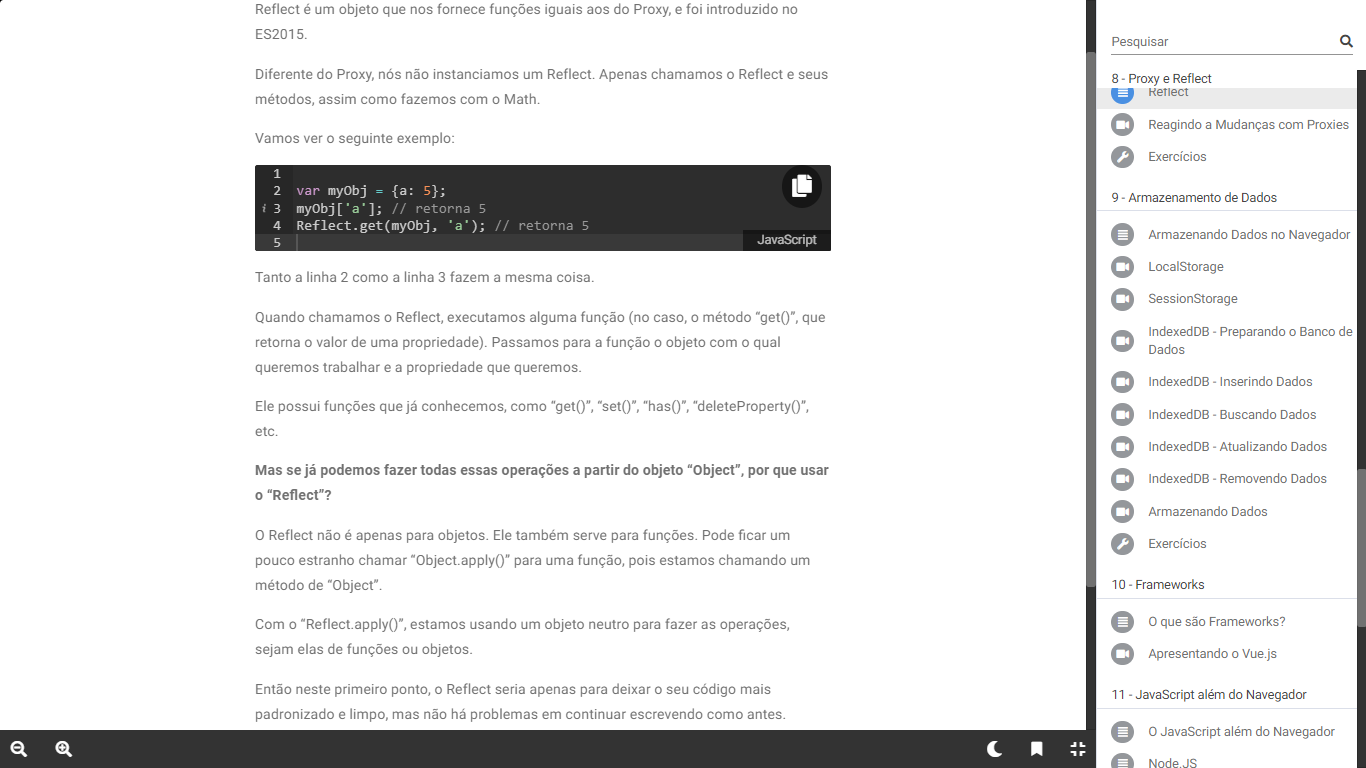 Reflect é um objeto que nos fornece funções iguais aos do Proxy, e foi introduzido no
ES2015.
Diferente do Proxy, nós não instanciamos um Reflect. Apenas chamamos o Reflect e seus
métodos, assim como fazemos com o Math.
Vamos ver o seguinte exemplo:
1
2 var myObj = {a: 5};
i 3 myObj['a']; // retorna 5
4 Reflect.get(myObj, 'a'); // retorna 5
5
JavaScript
Tanto a linha 2 como a linha 3 fazem a mesma coisa.
Quando chamamos o Reflect, executamos alguma função (no caso, o método “get()”, que
retorna o valor de uma propriedade). Passamos para a função o objeto com o qual
queremos trabalhar e a propriedade que queremos.
Ele possui funções que já conhecemos, como “get()”, “set()”, “has()”, “deleteProperty()”,
etc.
Mas se já podemos fazer todas essas operações a partir do objeto “Object”, por que usar
o “Reflect”?
O Reflect não é apenas para objetos. Ele também serve para funções. Pode ficar um
pouco estranho chamar “Object.apply()” para uma função, pois estamos chamando um
método de “Object”.
Com o “Reflect.apply()”, estamos usando um objeto neutro para fazer as operações,
sejam elas de funções ou objetos.
Então neste primeiro ponto, o Reflect seria apenas para deixar o seu código mais
padronizado e limpo, mas não há problemas em continuar escrevendo como antes.
Pesquisar
8 - Proxy e Reflect
Reflect
Reagindo a Mudanças com Proxies
Exercícios
9 - Armazenamento de Dados
Armazenando Dados no Navegador
LocalStorage
SessionStorage
IndexedDB - Preparando o Banco de
Dados
IndexedDB - Inserindo Dados
IndexedDB - Buscando Dados
IndexedDB - Atualizando Dados
IndexedDB - Removendo Dados
Armazenando Dados
Exercícios
10 - Frameworks
O que são Frameworks?
Apresentando o Vue.js
11 - JavaScript além do Navegador
O JavaScript além do Navegador
Node.JS